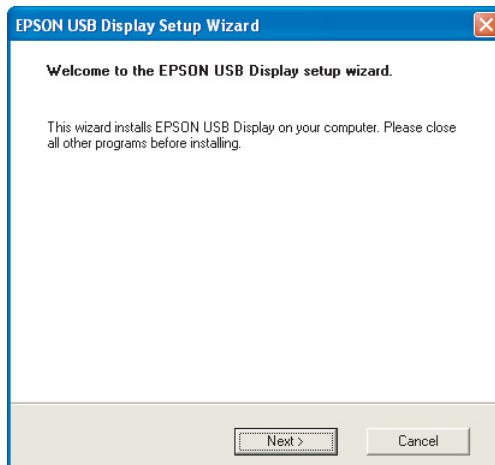 EPSON USB Display Setup Wizard
Welcome to the EPSON USB Display setup wizard.
This wizard installs EPSON USB Display on your computer. Please close
all other programs before installing.
Next >
Cancel